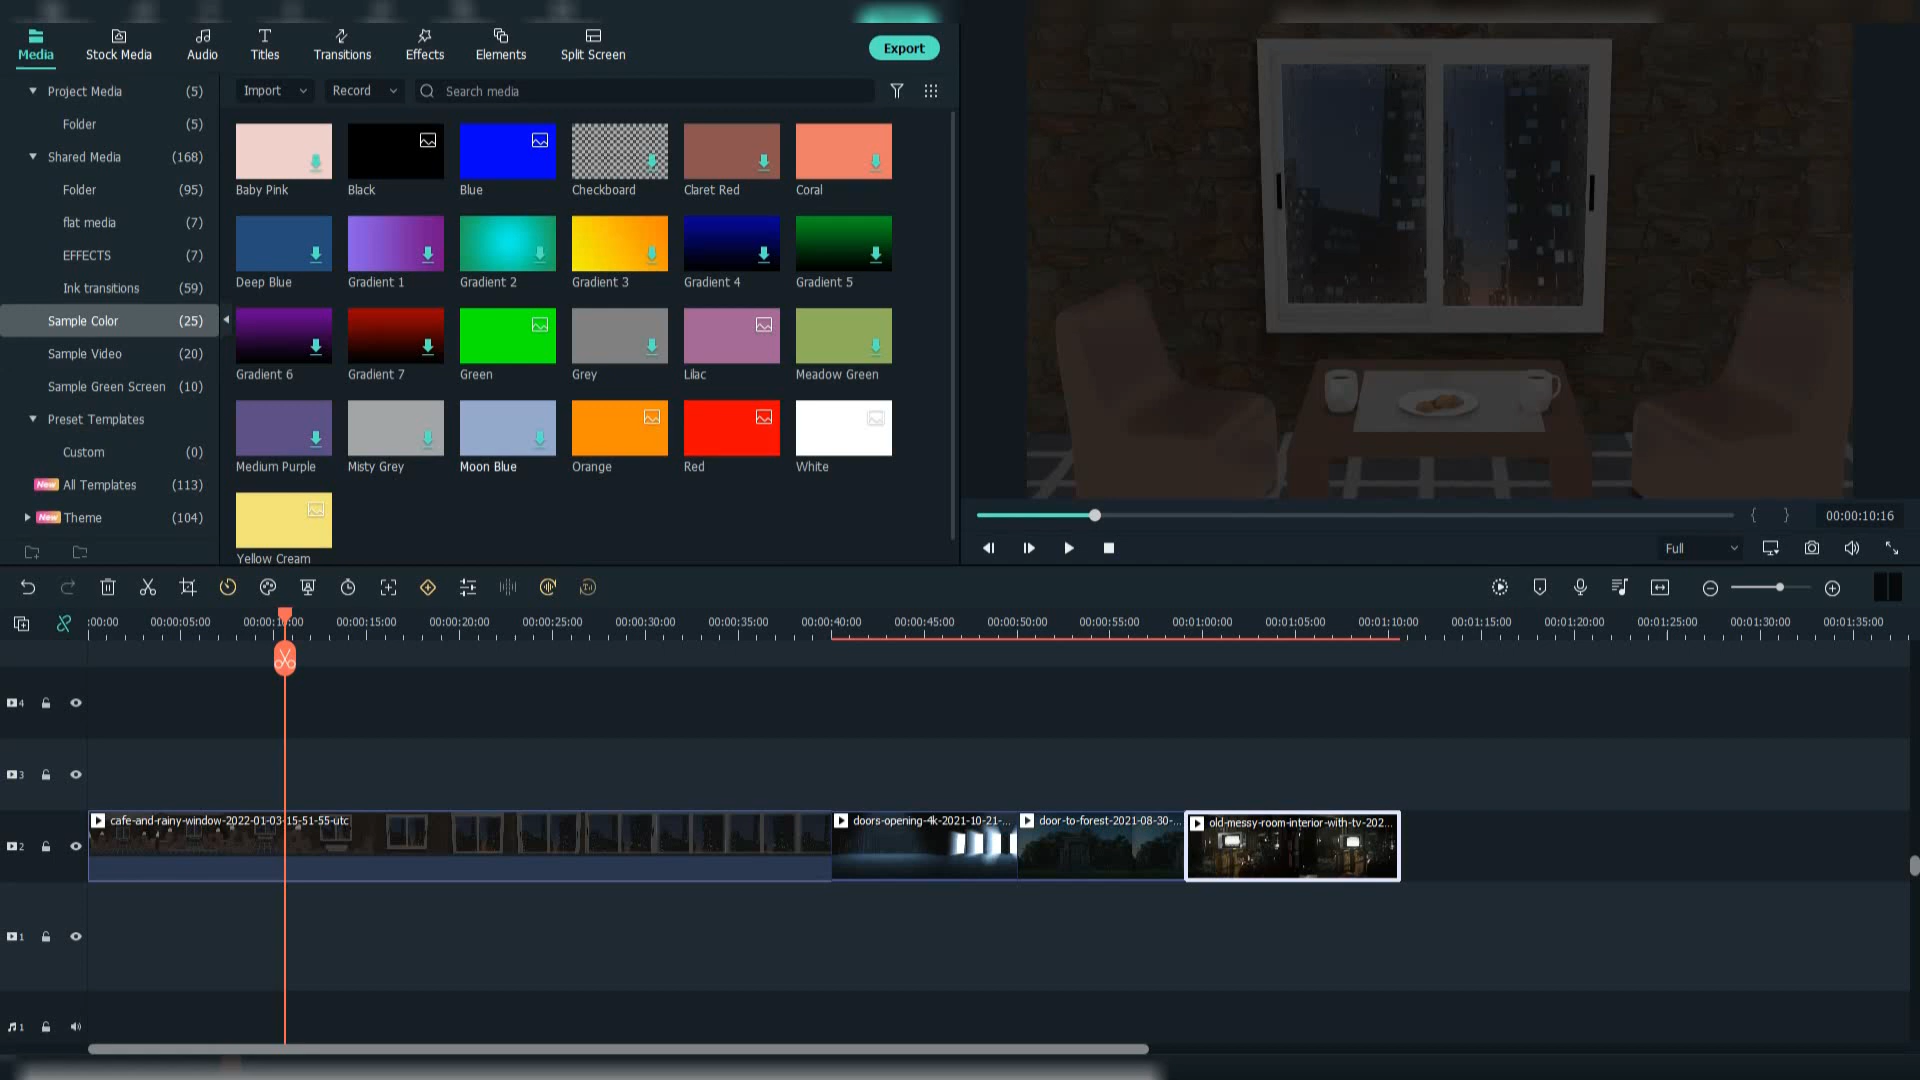 Media
Stock Media
Audio
Titles
Transitions
Effects
Elements
Split Screen
Export
Project Media (5)
Folder (5)
Shared Media (168)
Folder (95)
flat media (7)
EFFECTS (7)
Ink transitions (59)
Sample Color (25)
Sample Video (20)
Sample Green Screen (10)
Preset Templates
Custom (0)
New All Templates (113)
New Theme (104)
Import
Record
Search media
Baby Pink
Black
Blue
Checkboard
Claret Red
Coral
Deep Blue
Gradient 1
Gradient 2
Gradient 3
Gradient 4
Gradient 5
Gradient 6
Gradient 7
Green
Grey
Lilac
Meadow Green
Medium Purple
Misty Grey
Moon Blue
Orange
Red
White
Yellow Cream
{ } 00:00:10:16
Full
:00:00 00:00:05:00 00:00:10:00 00:00:15:00 00:00:20:00 00:00:25:00 00:00:30:00 00:00:35:00 00:00:40:00 00:00:45:00 00:00:50:00 00:00:55:00 00:01:00:00 00:01:05:00 00:01:10:00 00:01:15:00 00:01:20:00 00:01:25:00 00:01:30:00 00:01:35:00
4
3
2
cafe-and-rainy-window-2022-01-03-15-51-55-utc
doors-opening-4k-2021-10-21-...
door-to-forest-2021-08-30-...
old-messy-room-interior-with-tv-202...
1
1